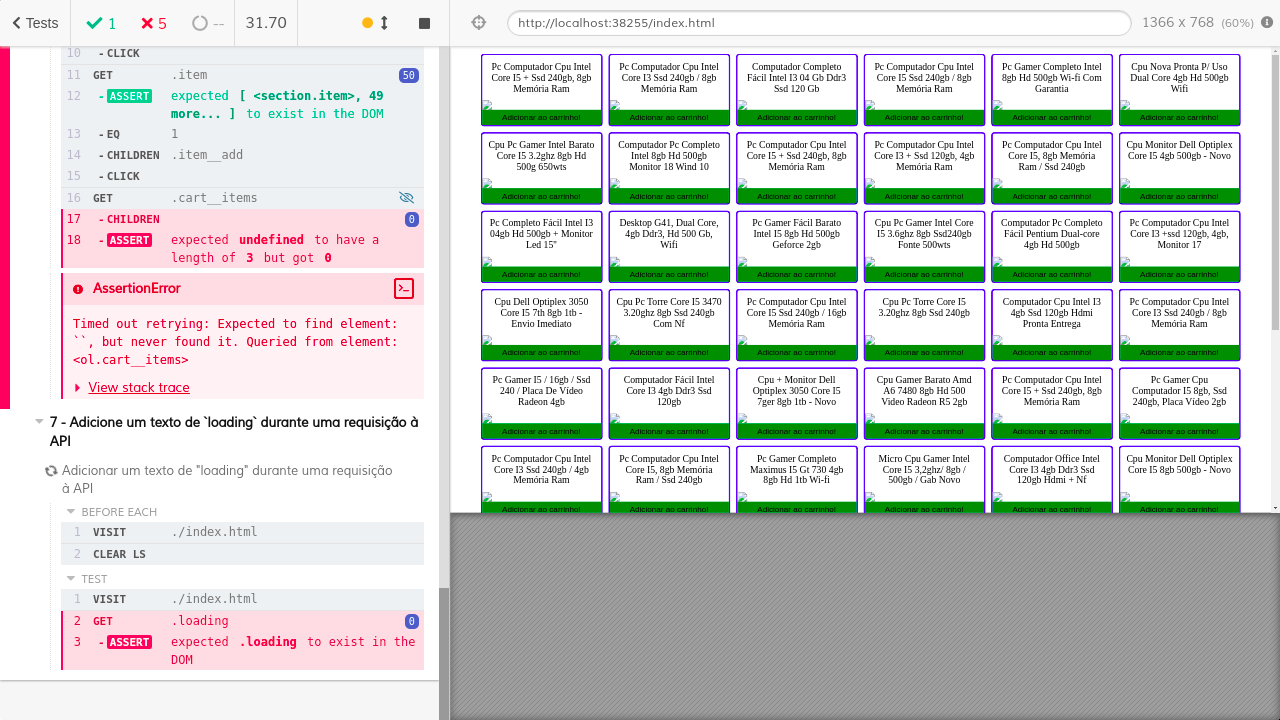 Tests
1
5
--
31.70
http://localhost:38255/index.html
1366 x 768 (60%)
10 - CLICK
11 GET .item 50
12 - ASSERT expected [ <section.item>, 49
more... ] to exist in the DOM
13 - EQ 1
14 - CHILDREN .item__add
15 - CLICK
16 GET .cart__items
17 - CHILDREN 0
18 - ASSERT expected undefined to have a
length of 3 but got 0
AssertionError
Timed out retrying: Expected to find element:
``, but never found it. Queried from element:
<ol.cart__items>
View stack trace
7 - Adicione um texto de `loading` durante uma requisição à
API
Adicionar um texto de "loading" durante uma requisição
à API
BEFORE EACH
1 VISIT ./index.html
2 CLEAR LS
TEST
1 VISIT ./index.html
2 GET .loading 0
3 - ASSERT expected .loading to exist in the
DOM
Pc Computador Cpu Intel
Core I5 + Ssd 240gb, 8gb
Memória Ram
Adicionar ao carrinho!
Pc Computador Cpu Intel
Core I3 Ssd 240gb / 8gb
Memória Ram
Adicionar ao carrinho!
Computador Completo
Fácil Intel I3 04 Gb Ddr3
Ssd 120 Gb
Adicionar ao carrinho!
Pc Computador Cpu Intel
Core I5 Ssd 240gb / 8gb
Memória Ram
Adicionar ao carrinho!
Pc Gamer Completo Intel
8gb Hd 500gb Wi-fi Com
Garantia
Adicionar ao carrinho!
Cpu Nova Pronta P/ Uso
Dual Core 4gb Hd 500gb
Wifi
Adicionar ao carrinho!
Cpu Pc Gamer Intel Barato
Core I5 3.2ghz 8gb Hd
500g 650wts
Adicionar ao carrinho!
Computador Pc Completo
Intel 8gb Hd 500gb
Monitor 18 Wind 10
Adicionar ao carrinho!
Pc Computador Cpu Intel
Core I5 + Ssd 240gb, 8gb
Memória Ram
Adicionar ao carrinho!
Pc Computador Cpu Intel
Core I3 + Ssd 120gb, 4gb
Memória Ram
Adicionar ao carrinho!
Pc Computador Cpu Intel
Core I5, 8gb Memória
Ram / Ssd 240gb
Adicionar ao carrinho!
Cpu Monitor Dell Optiplex
Core I5 4gb 500gb - Novo
Adicionar ao carrinho!
Pc Completo Fácil Intel I3
04gb Hd 500gb + Monitor
Led 15"
Adicionar ao carrinho!
Desktop G41, Dual Core,
4gb Ddr3, Hd 500 Gb,
Wifi
Adicionar ao carrinho!
Pc Gamer Fácil Barato
Intel I5 8gb Hd 500gb
Geforce 2gb
Adicionar ao carrinho!
Cpu Pc Gamer Intel Core
I5 3.6ghz 8gb Ssd240gb
Fonte 500wts
Adicionar ao carrinho!
Computador Pc Completo
Fácil Pentium Dual-core
4gb Hd 500gb
Adicionar ao carrinho!
Pc Computador Cpu Intel
Core I3 +ssd 120gb, 4gb,
Monitor 17
Adicionar ao carrinho!
Cpu Dell Optiplex 3050
Core I5 7th 8gb 1tb -
Envio Imediato
Adicionar ao carrinho!
Cpu Pc Torre Core I5 3470
3.20ghz 8gb Ssd 240gb
Com Nf
Adicionar ao carrinho!
Pc Computador Cpu Intel
Core I5 Ssd 240gb / 16gb
Memória Ram
Adicionar ao carrinho!
Cpu Pc Torre Core I5
3.20ghz 8gb Ssd 240gb
Adicionar ao carrinho!
Computador Cpu Intel I3
4gb Ssd 120gb Hdmi
Pronta Entrega
Adicionar ao carrinho!
Pc Computador Cpu Intel
Core I3 Ssd 240gb / 8gb
Memória Ram
Adicionar ao carrinho!
Pc Gamer I5 / 16gb / Ssd
240 / Placa De Vídeo
Radeon 4gb
Adicionar ao carrinho!
Computador Fácil Intel
Core I3 4gb Ddr3 Ssd
120gb
Adicionar ao carrinho!
Cpu + Monitor Dell
Optiplex 3050 Core I5
7ger 8gb 1tb - Novo
Adicionar ao carrinho!
Cpu Gamer Barato Amd
A6 7480 8gb Hd 500
Video Radeon R5 2gb
Adicionar ao carrinho!
Pc Computador Cpu Intel
Core I5 + Ssd 240gb, 8gb
Memória Ram
Adicionar ao carrinho!
Pc Gamer Cpu
Computador I5 8gb, Ssd
240gb, Placa Vídeo 2gb
Adicionar ao carrinho!
Pc Computador Cpu Intel
Core I3 Ssd 240gb / 4gb
Memória Ram
Adicionar ao carrinho!
Pc Computador Cpu Intel
Core I5, 8gb Memória
Ram / Ssd 240gb
Adicionar ao carrinho!
Pc Gamer Completo
Maximus I5 Gt 730 4gb
8gb Hd 1tb Wi-fi
Adicionar ao carrinho!
Micro Cpu Gamer Intel
Core I5 3,2ghz/ 8gb /
500gb / Gab Novo
Adicionar ao carrinho!
Computador Office Intel
Core I3 4gb Ddr3 Ssd
120gb Hdmi + Nf
Adicionar ao carrinho!
Cpu Monitor Dell Optiplex
Core I5 8gb 500gb - Novo
Adicionar ao carrinho!